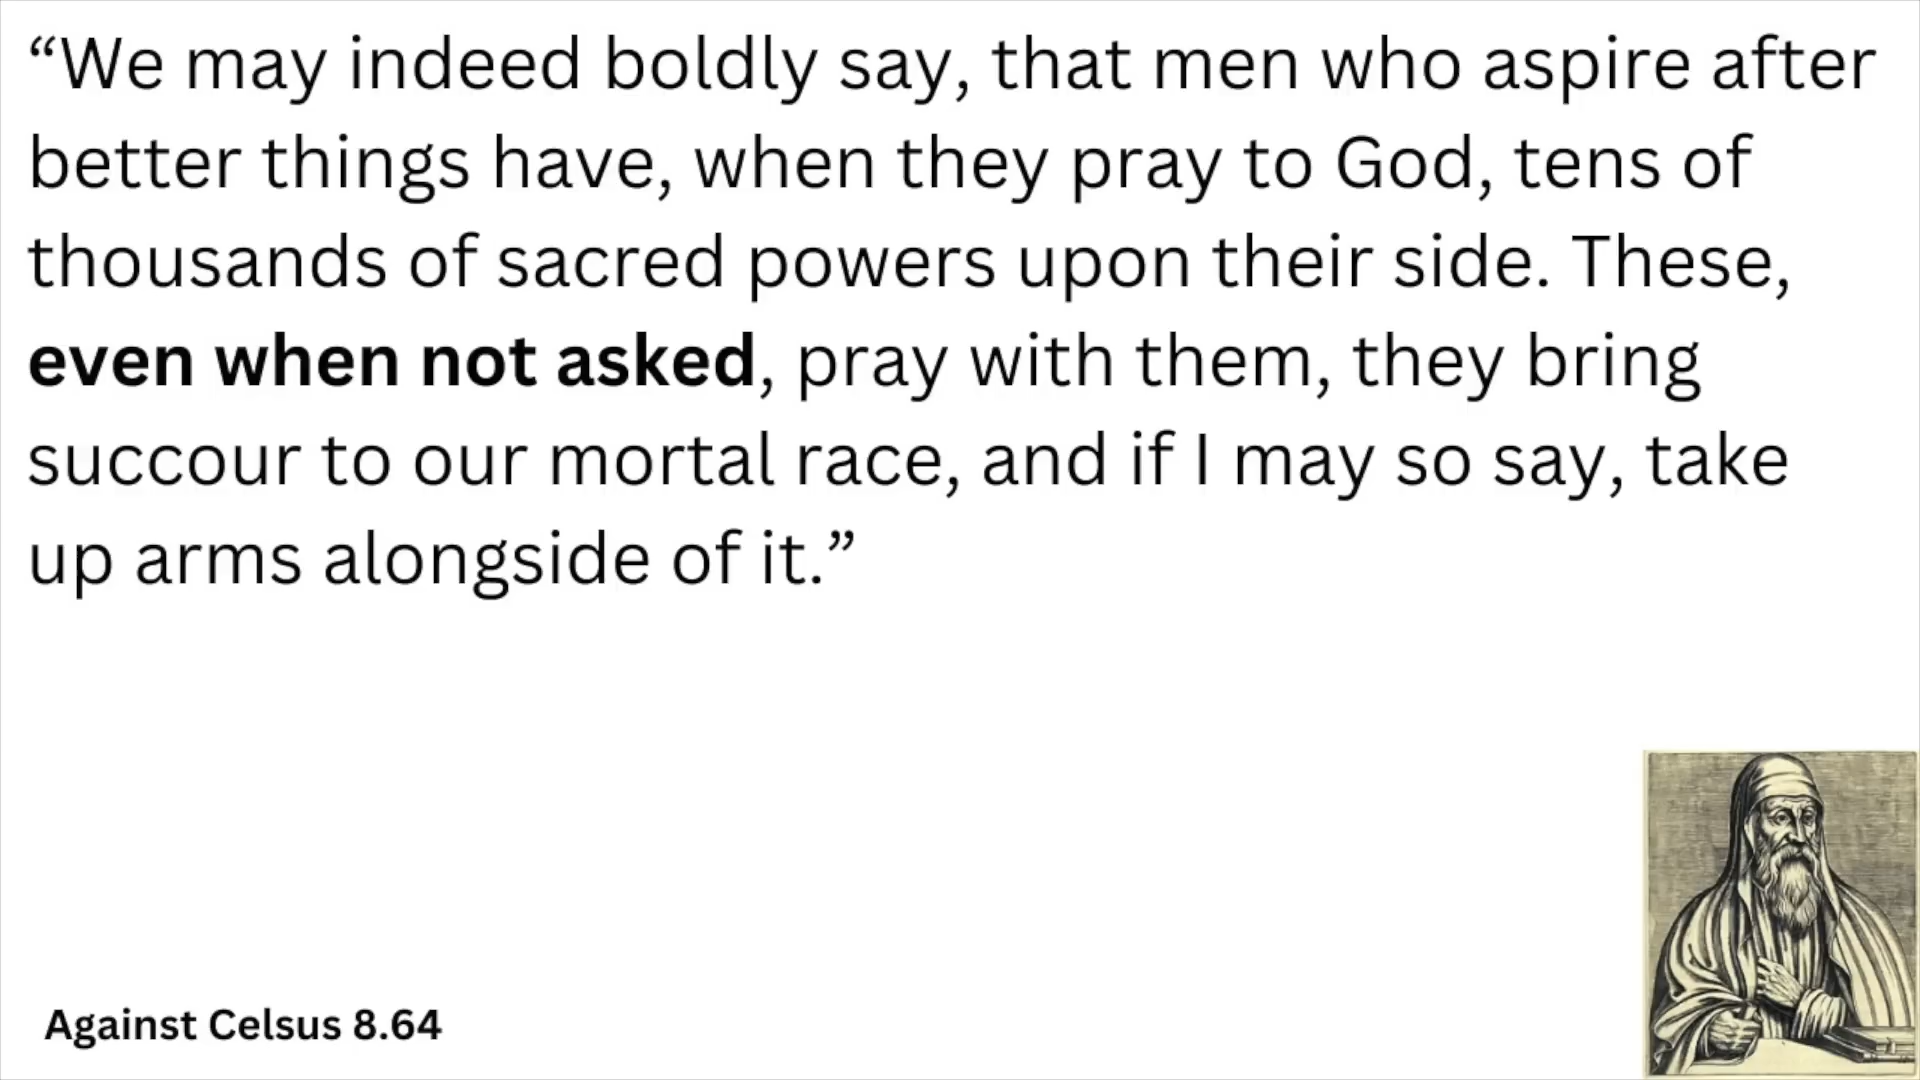 “We may indeed boldly say, that men who aspire after
better things have, when they pray to God, tens of
thousands of sacred powers upon their side. These,
even when not asked, pray with them, they bring
succour to our mortal race, and if I may so say, take
up arms alongside of it.”
Against Celsus 8.64